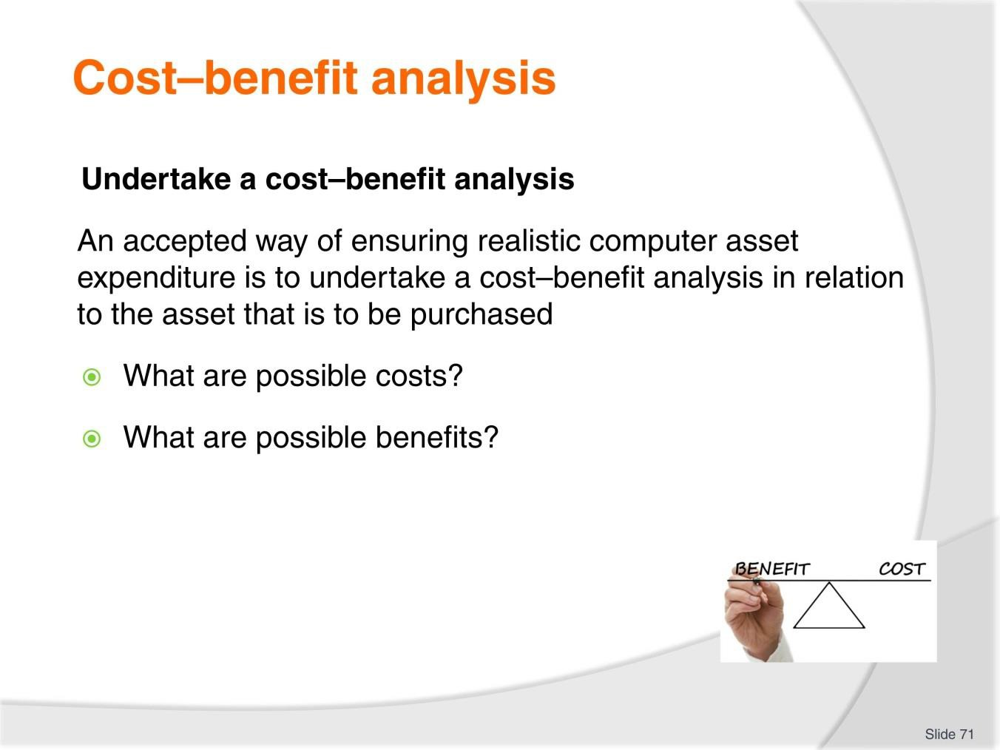 Cost–benefit analysis
Undertake a cost–benefit analysis
An accepted way of ensuring realistic computer asset
expenditure is to undertake a cost–benefit analysis in relation
to the asset that is to be purchased
What are possible costs?
What are possible benefits?
BENEFIT COST
Slide 71